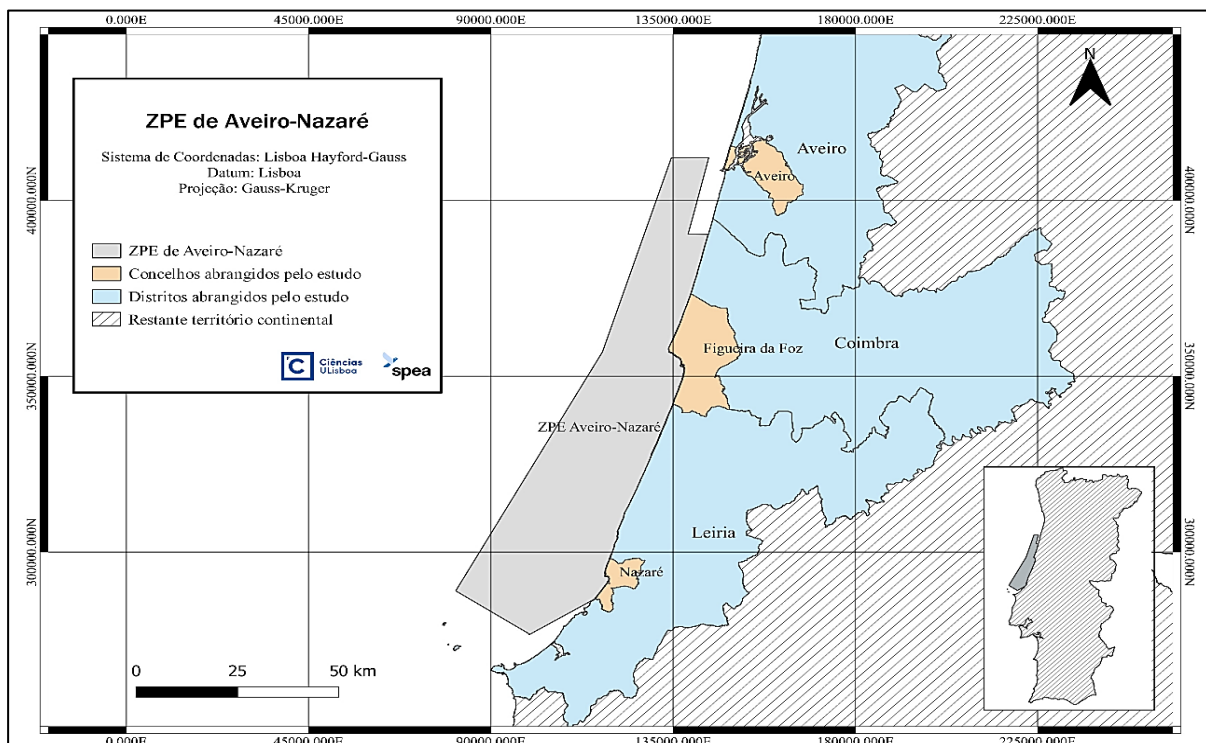 0.000E 45000.000E 90000.000E 135000.000E 180000.000E 225000.000E
N
ZPE de Aveiro-Nazaré
Sistema de Coordenadas: Lisboa Hayford-Gauss
Datum: Lisboa
Projeção: Gauss-Kruger
ZPE de Aveiro-Nazaré
Concelhos abrangidos pelo estudo
Distritos abrangidos pelo estudo
Restante território continental
Ciências
ULisboa
spea
Aveiro
Aveiro
400000.000N 400000.000N
Figueira da Foz
Coimbra
350000.000N 350000.000N
ZPE Aveiro-Nazaré
Leiria
300000.000N 300000.000N
Nazaré
0 25 50 km
0.000E 45000.000E 90000.000E 135000.000E 180000.000E 225000.000E